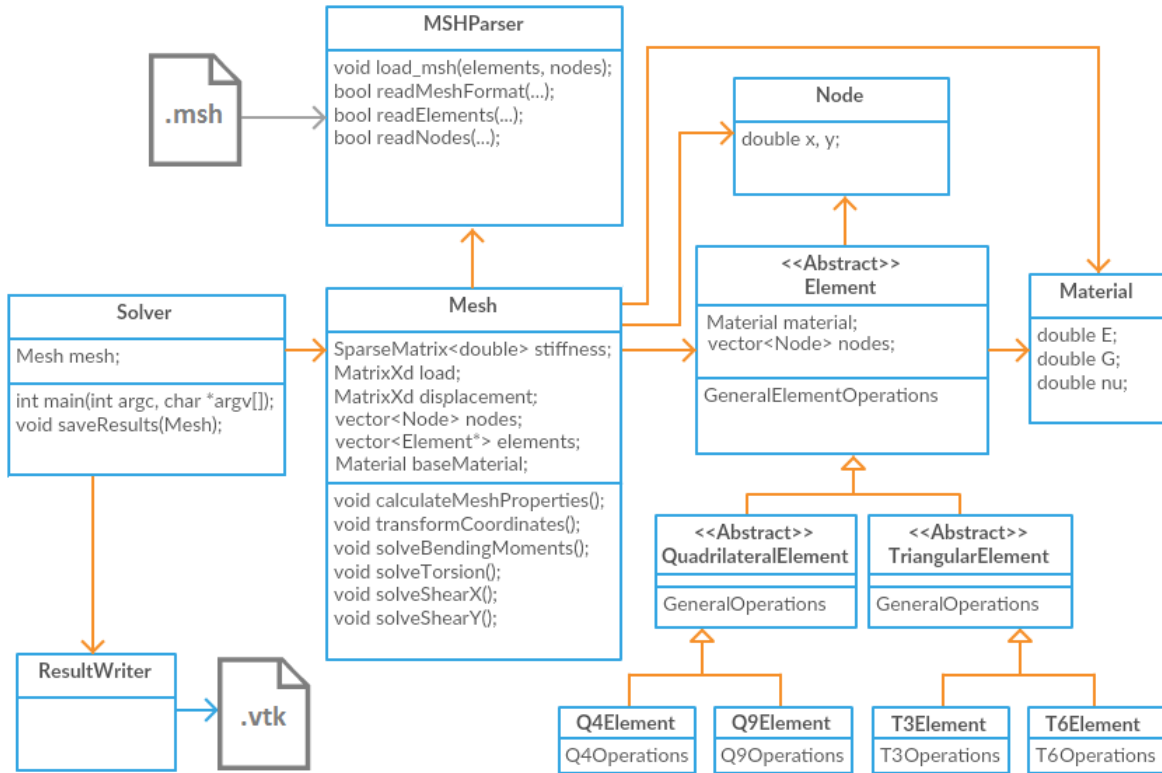 MSHParser
void load_msh(elements, nodes);
bool readMeshFormat(...);
bool readElements(...);
bool readNodes(...);
.msh
Node
double x, y;
<<Abstract>>
Element
Material material;
vector<Node> nodes;
GeneralElementOperations
Material
double E;
double G;
double nu;
Solver
Mesh mesh;
int main(int argc, char *argv[]);
void saveResults(Mesh);
Mesh
SparseMatrix<double> stiffness;
MatrixXd load;
MatrixXd displacement;
vector<Node> nodes;
vector<Element*> elements;
Material baseMaterial;
void calculateMeshProperties();
void transformCoordinates();
void solveBendingMoments();
void solveTorsion();
void solveShearX();
void solveShearY();
<<Abstract>>
QuadrilateralElement
GeneralOperations
<<Abstract>>
TriangularElement
GeneralOperations
ResultWriter
.vtk
Q4Element
Q4Operations
Q9Element
Q9Operations
T3Element
T3Operations
T6Element
T6Operations